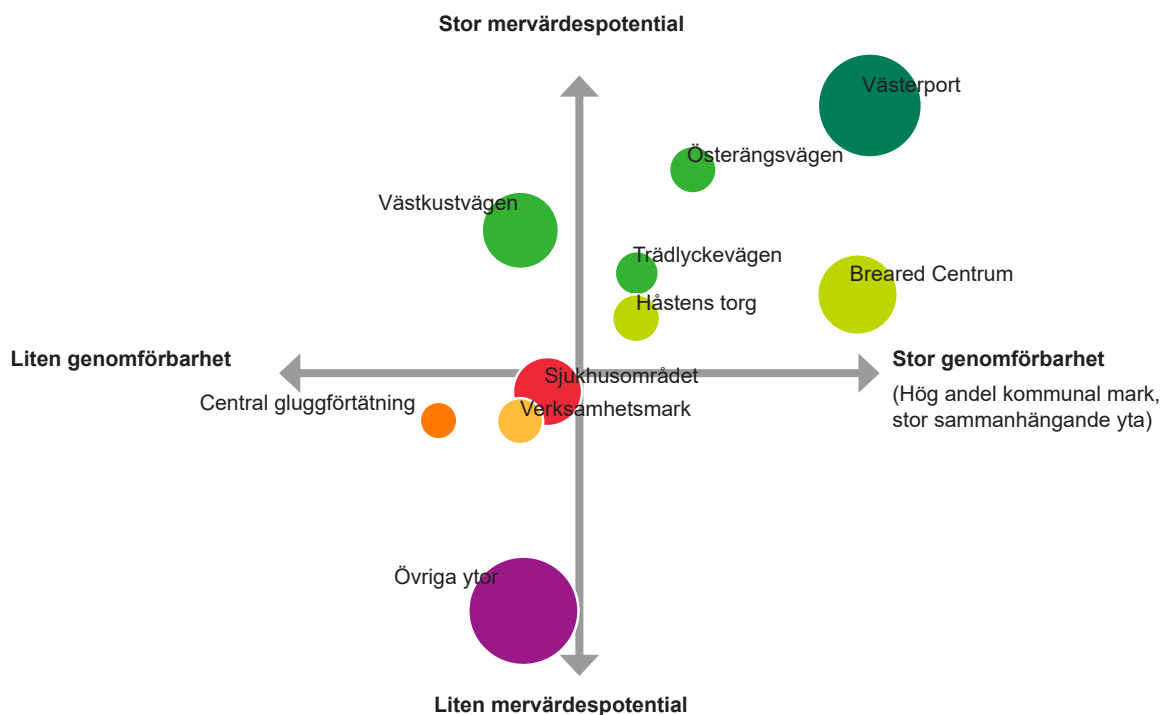 Stor mervärdespotential
Västerport
Österängsvägen
Västkustvägen
Trädlyckevägen
Breared Centrum
Håstens torg
Liten genomförbarhet
Stor genomförbarhet
(Hög andel kommunal mark,
stor sammanhängande yta)
Sjukhusområdet
Central gluggförtätning
Verksamhetsmark
Övriga ytor
Liten mervärdespotential